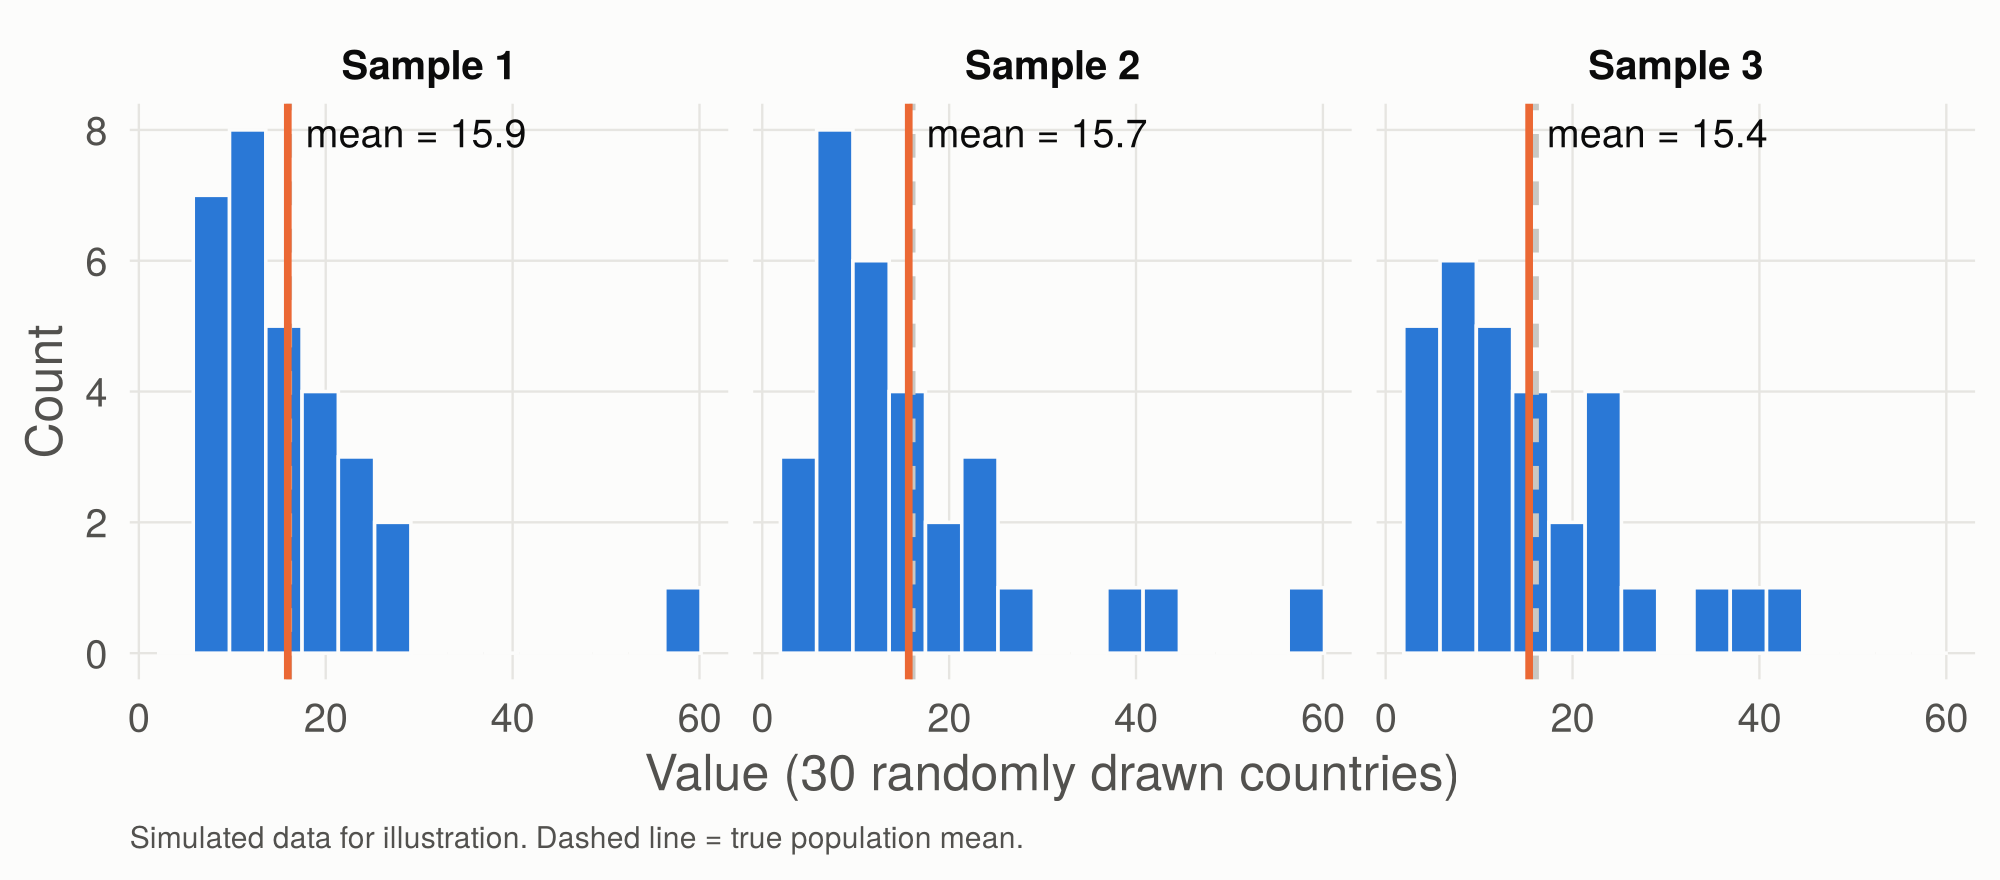 Sample 1 Sample 2 Sample 3
mean = 15.9 mean = 15.7 mean = 15.4
8
6
4
2
0
Count
0 20 40 60 0 20 40 60 0 20 40 60
Value (30 randomly drawn countries)
Simulated data for illustration. Dashed line = true population mean.